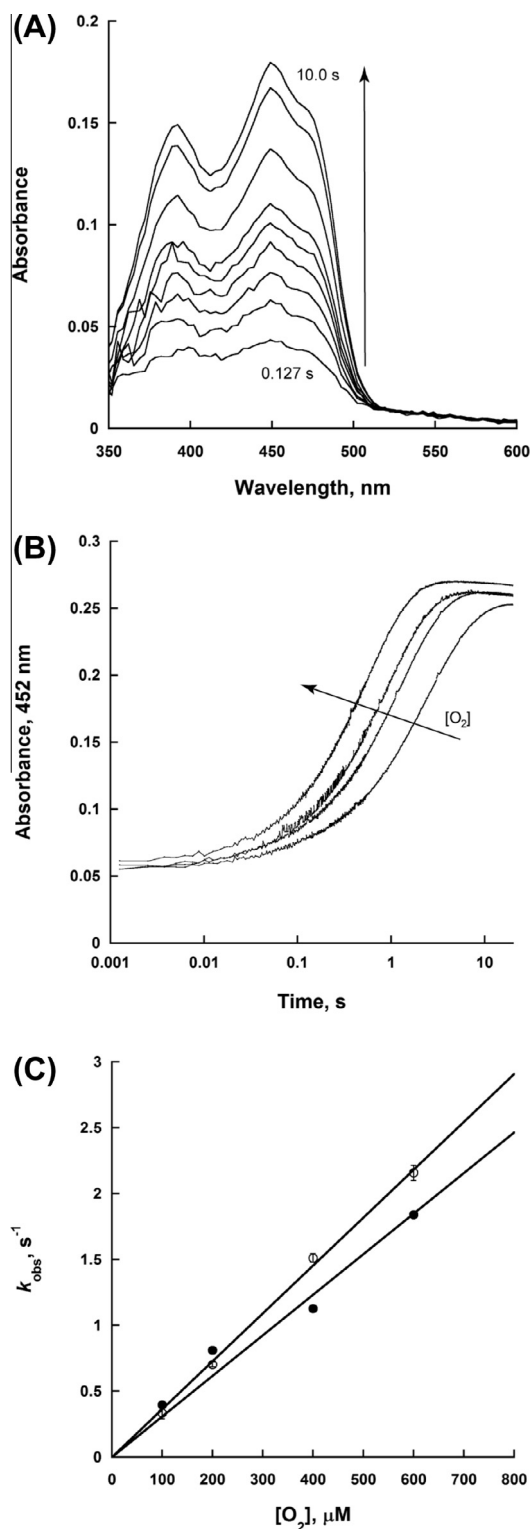 (A)
0.2
0.15
0.1
0.05
0
Absorbance
10.0 s
0.127 s
350 400 450 500 550 600
Wavelength, nm
(B)
0.3
0.25
0.2
0.15
0.1
0.05
0
Absorbance, 452 nm
[O₂]
0.001 0.01 0.1 1 10
Time, s
(C)
3
2.5
2
1.5
1
0.5
0
kobs, s⁻¹
0 100 200 300 400 500 600 700 800
[O₂], μM